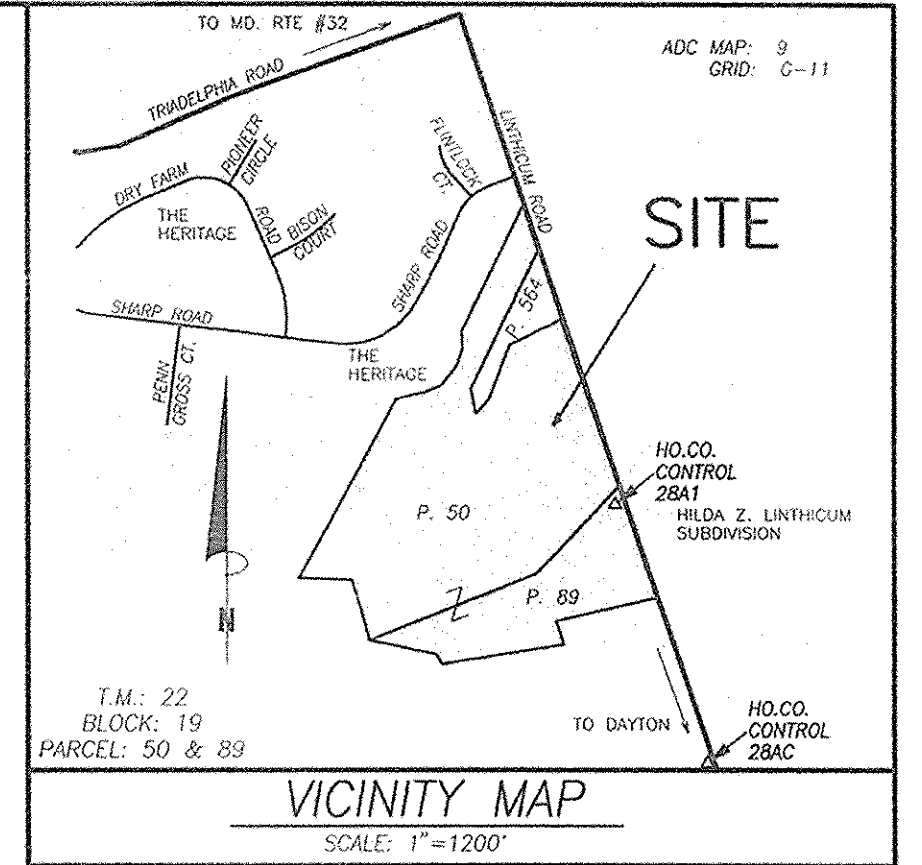 TO MD. RTE #32
ADC MAP: 9
GRID: C-11
TRIADELPHIA ROAD
PIONEER
CIRCLE
FLINTLOCK
CT.
LINTHICUM ROAD
DRY FARM
ROAD
THE
HERITAGE
BISON
COURT
SITE
SHARP ROAD
SHARP ROAD
P. 564
THE
HERITAGE
PENN
CROSS CT.
HO.CO.
CONTROL
28A1
HILDA Z. LINTHICUM
SUBDIVISION
P. 50
P. 89
N
T.M.: 22
BLOCK: 19
PARCEL: 50 & 89
TO DAYTON
HO.CO.
CONTROL
28AC
VICINITY MAP
SCALE: 1"=1200'